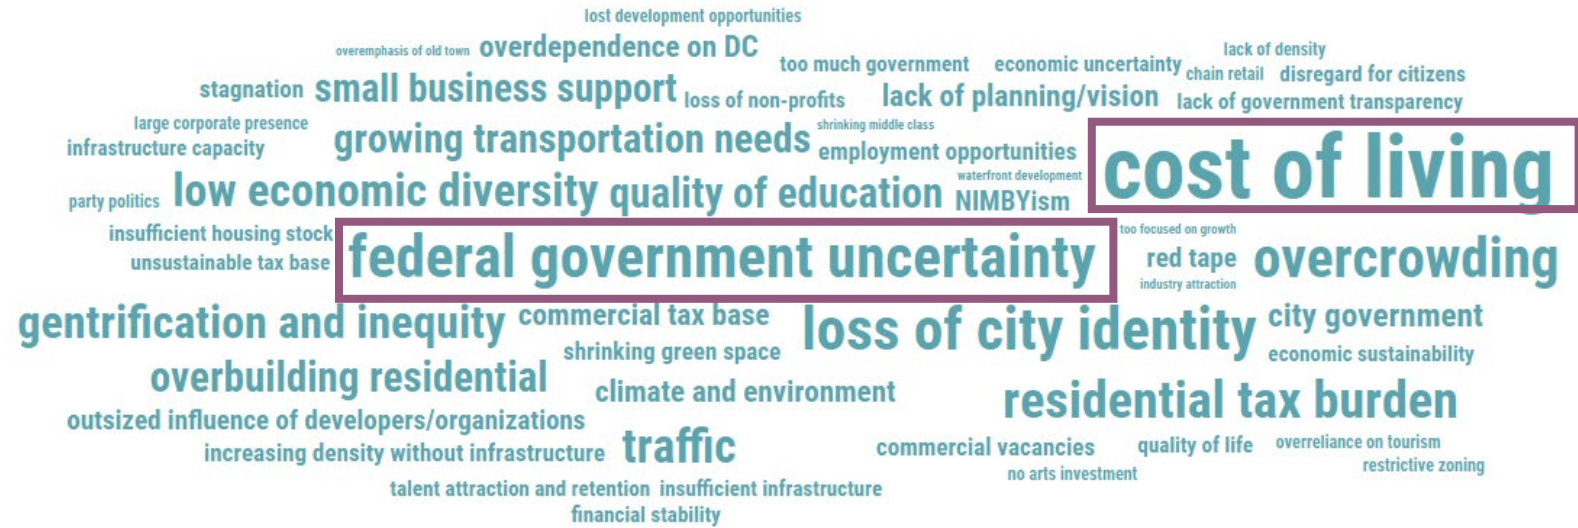 lost development opportunities
overemphasis of old town
overdependence on DC
too much government
economic uncertainty
lack of density
chain retail
disregard for citizens
stagnation
small business support
loss of non-profits
lack of planning/vision
lack of government transparency
large corporate presence
infrastructure capacity
growing transportation needs
shrinking middle class
employment opportunities
cost of living
party politics
low economic diversity
quality of education
waterfront development
NIMBYism
insufficient housing stock
unsustainable tax base
federal government uncertainty
too focused on growth
red tape
industry attraction
overcrowding
gentrification and inequity
commercial tax base
loss of city identity
city government
shrinking green space
economic sustainability
overbuilding residential
climate and environment
residential tax burden
outsized influence of developers/organizations
increasing density without infrastructure
traffic
commercial vacancies
quality of life
overreliance on tourism
restrictive zoning
no arts investment
talent attraction and retention
insufficient infrastructure
financial stability